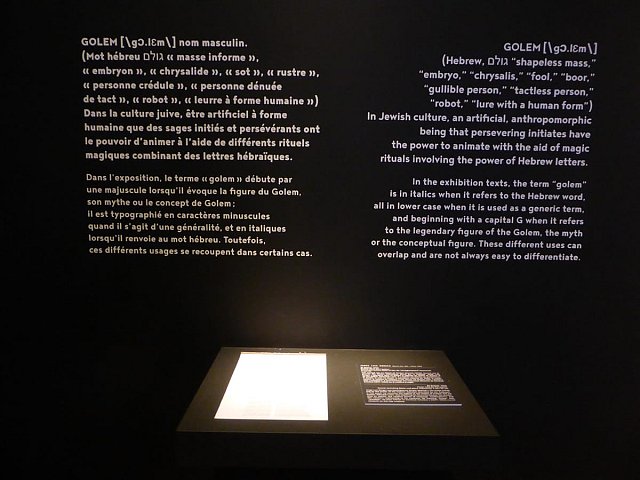 GOLEM [\gɔ.lɛm\] nom masculin.
(Mot hébreu גולם « masse informe »,
« embryon », « chrysalide », « sot », « rustre »,
« personne crédule », « personne dénuée
de tact », « robot », « leurre à forme humaine »)
Dans la culture juive, être artificiel à forme
humaine que des sages initiés et persévérants ont
le pouvoir d'animer à l'aide de différents rituels
magiques combinant des lettres hébraïques.
Dans l'exposition, le terme « golem » débute par
une majuscule lorsqu'il évoque la figure du Golem,
son mythe ou le concept de Golem ;
il est typographié en caractères minuscules
quand il s'agit d'une généralité, et en italiques
lorsqu'il renvoie au mot hébreu. Toutefois,
ces différents usages se recoupent dans certains cas.
GOLEM [\gɔ.lɛm\]
(Hebrew, גולם "shapeless mass,"
"embryo," "chrysalis," "fool," "boor,"
"gullible person," "tactless person,"
"robot," "lure with a human form")
In Jewish culture, an artificial, anthropomorphic
being that persevering initiates have
the power to animate with the aid of magic
rituals involving the power of Hebrew letters.
In the exhibition texts, the term "golem"
is in italics when it refers to the Hebrew word,
all in lower case when it is used as a generic term,
and beginning with a capital G when it refers
to the legendary figure of the Golem, the myth
or the conceptual figure. These different uses can
overlap and are not always easy to differentiate.